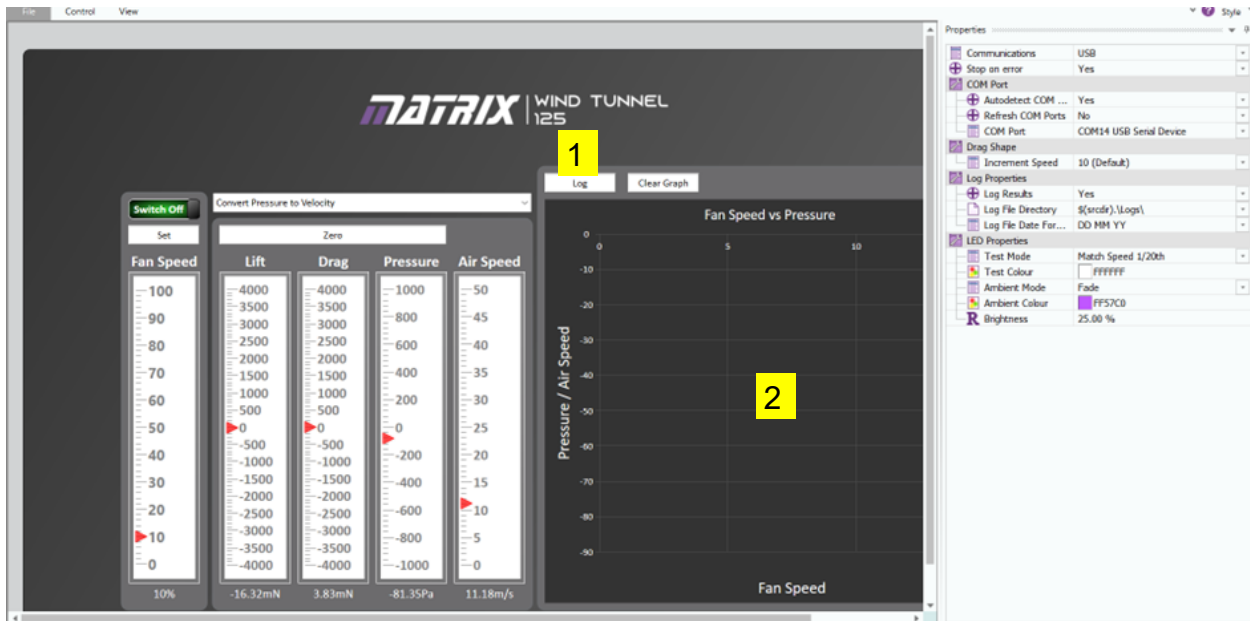 File Control View
Style
MATRIX WIND TUNNEL
125
1
Log Clear Graph
Switch Off
Convert Pressure to Velocity
Set
Zero
Fan Speed Lift Drag Pressure Air Speed
100
90
80
70
60
50
40
30
20
10
0
10%
4000
3500
3000
2500
2000
1500
1000
500
0
-500
-1000
-1500
-2000
-2500
-3000
-3500
-4000
-16.32mN
4000
3500
3000
2500
2000
1500
1000
500
0
-500
-1000
-1500
-2000
-2500
-3000
-3500
-4000
3.83mN
1000
800
600
400
200
0
-200
-400
-600
-800
-1000
-81.35Pa
50
45
40
35
30
25
20
15
10
5
0
11.18m/s
Fan Speed vs Pressure
0
0 5 10
-10
-20
-30
-40
-50
-60
-70
-80
-90
Pressure / Air Speed
2
Fan Speed
Properties
Communications USB
Stop on error Yes
COM Port
Autodetect COM ... Yes
Refresh COM Ports No
COM Port COM14 USB Serial Device
Drag Shape
Increment Speed 10 (Default)
Log Properties
Log Results Yes
Log File Directory $(srcdir).\Logs\
Log File Date For... DD MM YY
LED Properties
Test Mode Match Speed 1/20th
Test Colour FFFFFF
Ambient Mode Fade
Ambient Colour FF57C0
Brightness 25.00 %